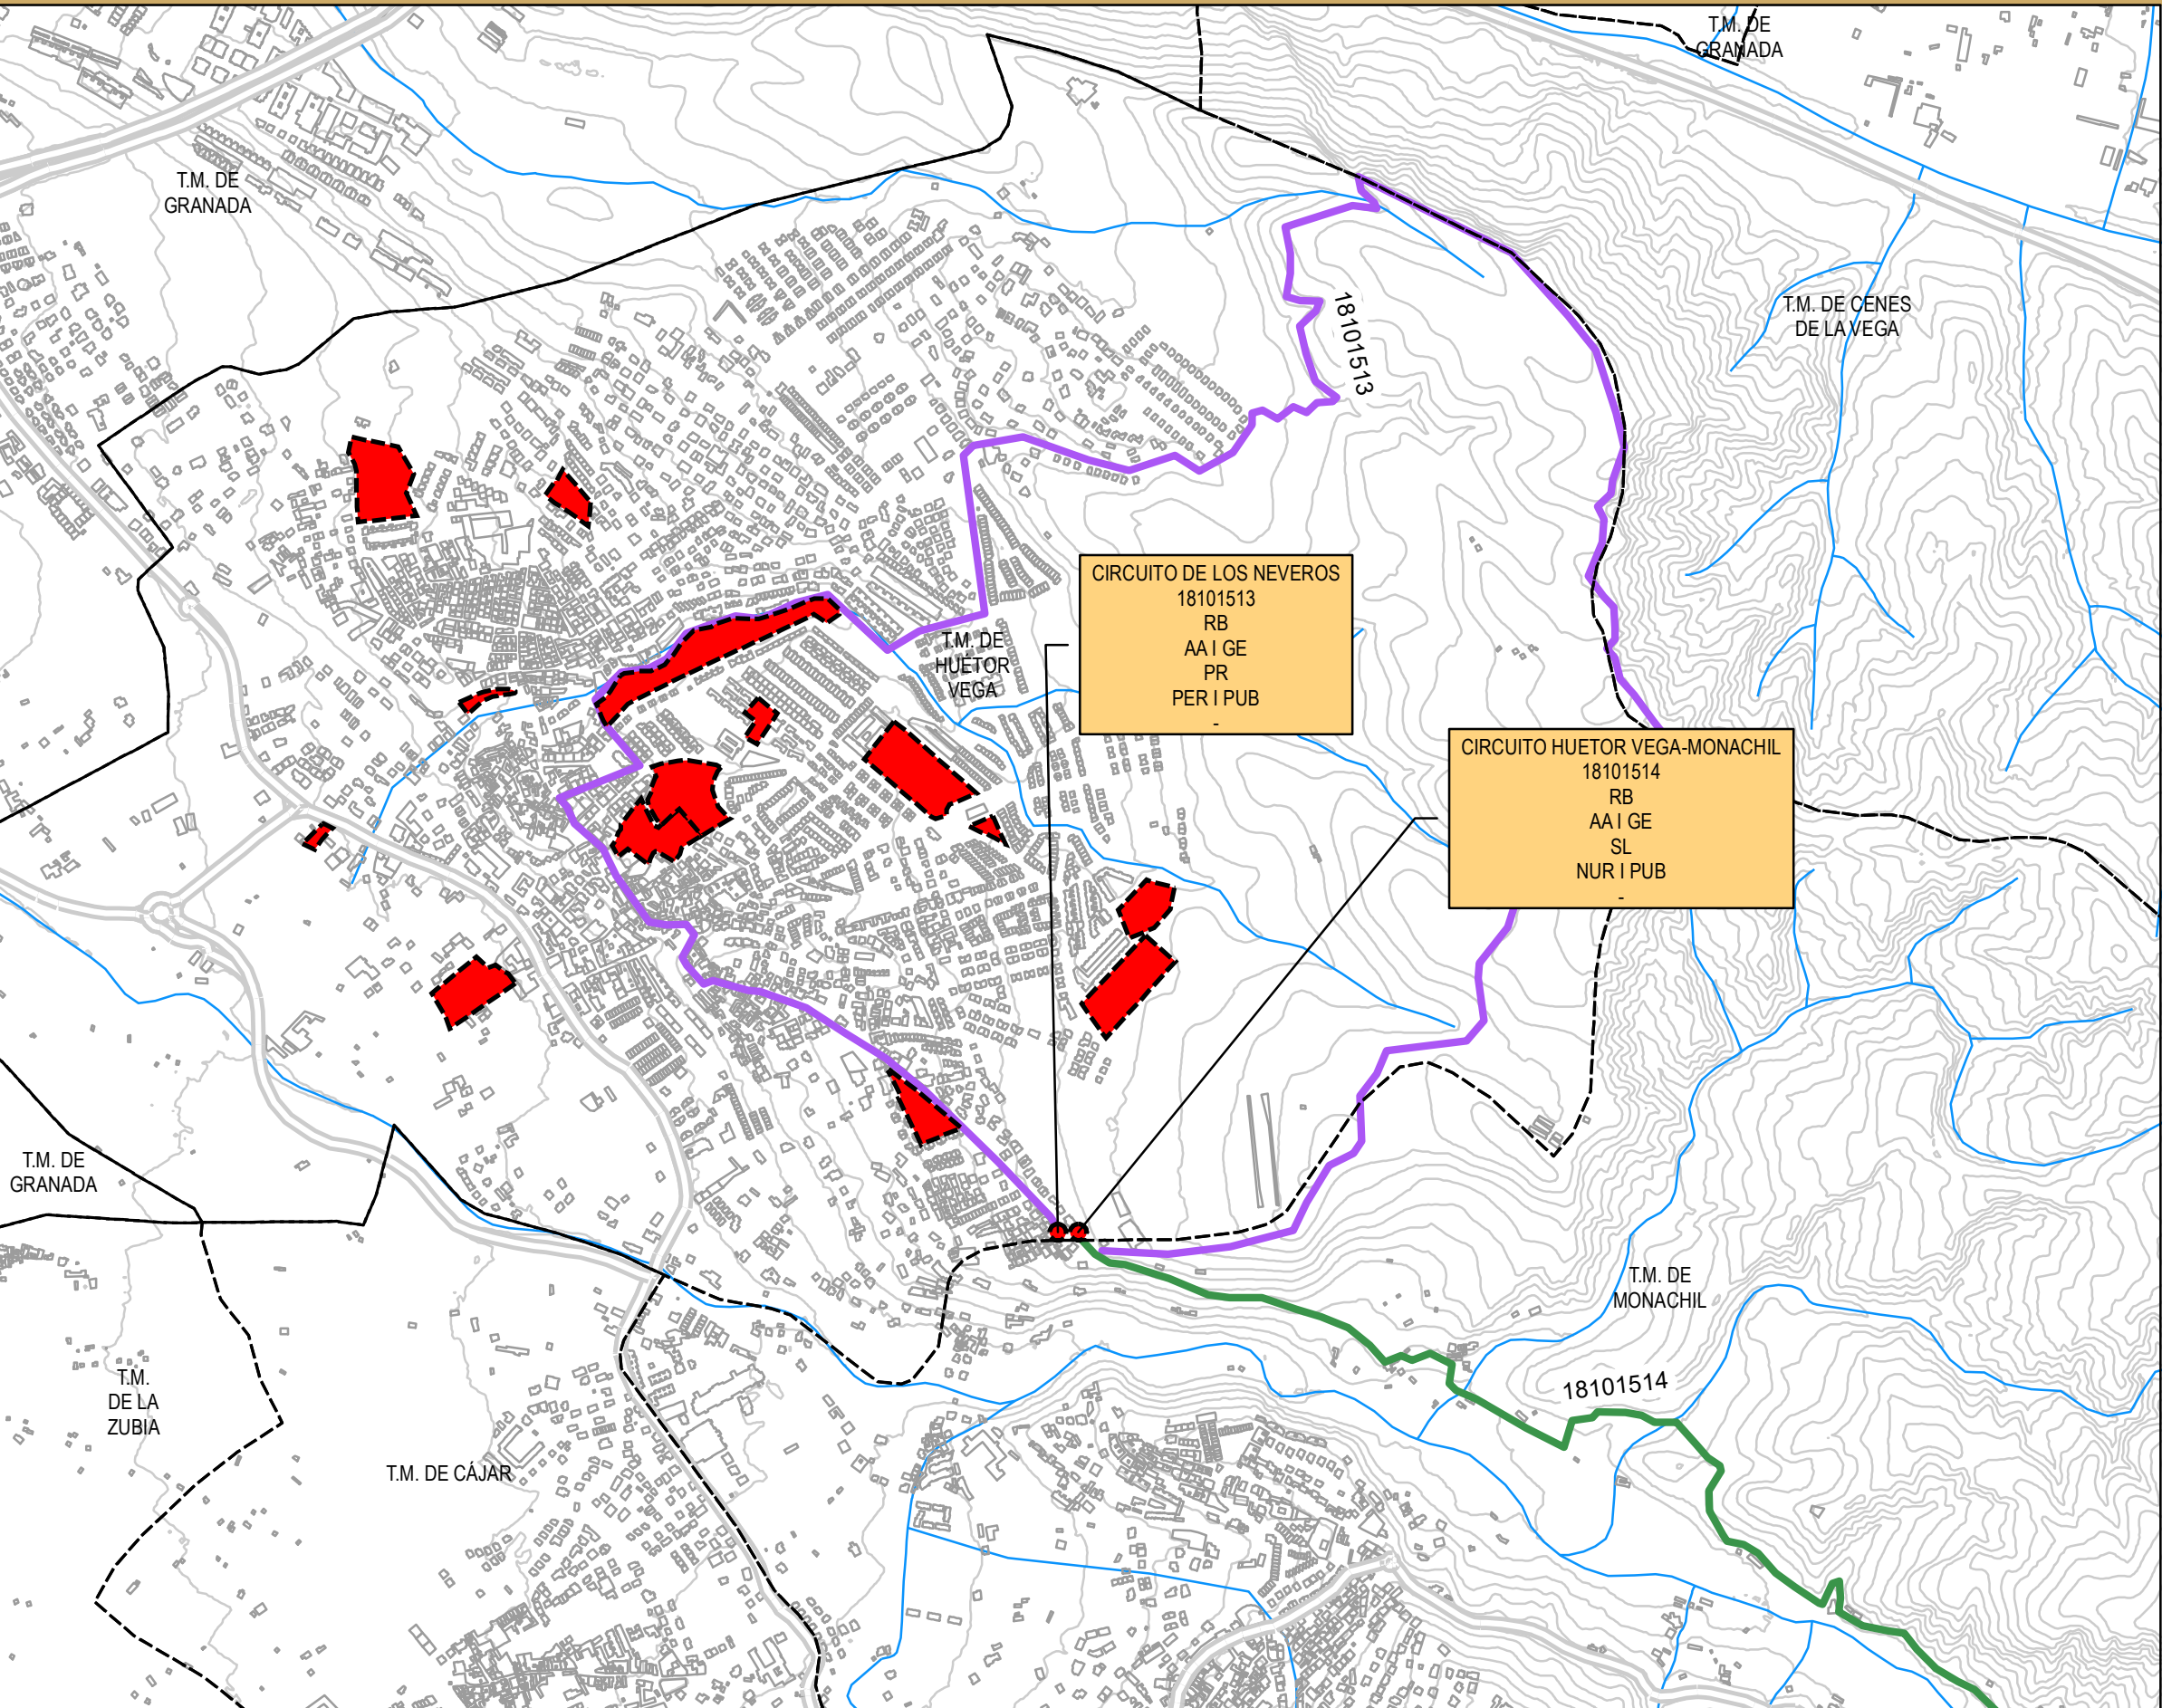 T.M. DE
GRANADA
T.M. DE
GRANADA
T.M. DE CENES
DE LA VEGA
18101513
CIRCUITO DE LOS NEVEROS
18101513
RB
AA I GE
PR
PER I PUB
-
T.M. DE
HUÉTOR
VEGA
CIRCUITO HUETOR VEGA-MONACHIL
18101514
RB
AA I GE
SL
NUR I PUB
-
T.M. DE
GRANADA
T.M. DE
MONACHIL
18101514
T.M.
DE LA
ZUBIA
T.M. DE CÁJAR